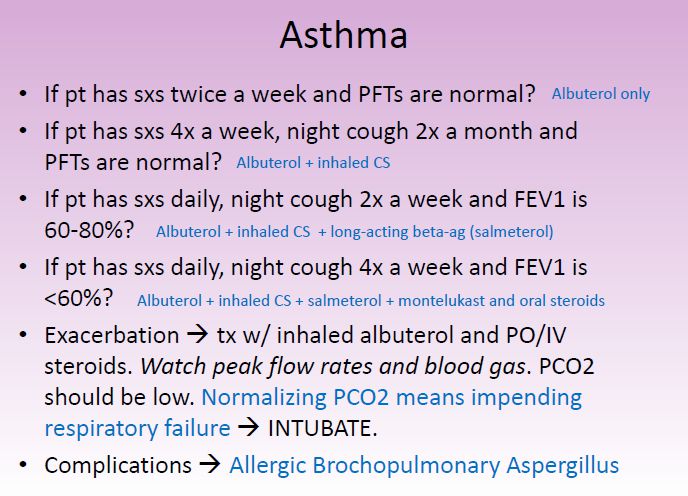 Asthma
• If pt has sxs twice a week and PFTs are normal? Albuterol only
• If pt has sxs 4x a week, night cough 2x a month and
PFTs are normal? Albuterol + inhaled CS
• If pt has sxs daily, night cough 2x a week and FEV1 is
60-80%? Albuterol + inhaled CS + long-acting beta-ag (salmeterol)
• If pt has sxs daily, night cough 4x a week and FEV1 is
<60%? Albuterol + inhaled CS + salmeterol + montelukast and oral steroids
• Exacerbation → tx w/ inhaled albuterol and PO/IV
steroids. Watch peak flow rates and blood gas. PCO2
should be low. Normalizing PCO2 means impending
respiratory failure → INTUBATE.
• Complications → Allergic Brochopulmonary Aspergillus